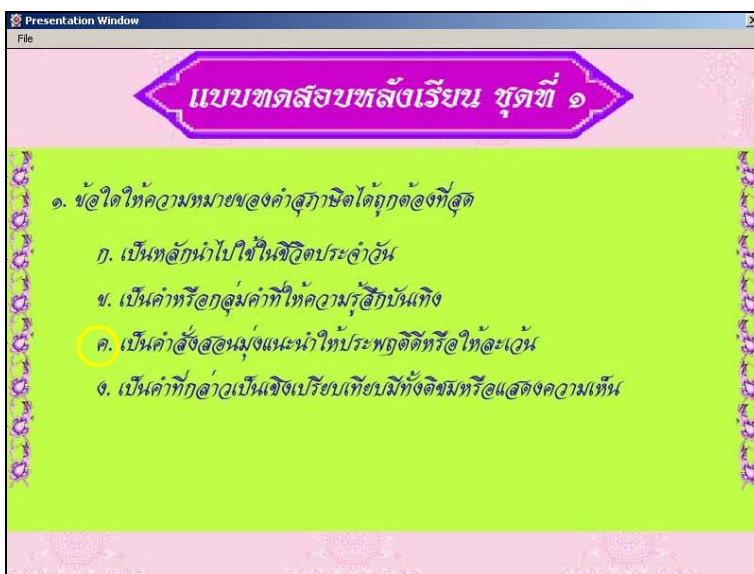 Presentation Window
File
แบบทดสอบหลังเรียน ชุดที่ ๑
๑. ข้อใดให้ความหมายของคำสุภาษิตได้ถูกต้องที่สุด
ก. เป็นหลักนำไปใช้ในชีวิตประจำวัน
ข. เป็นคำหรือกลุ่มคำที่ให้ความรู้สึกบันเทิง
ค. เป็นคำสั่งสอนมุ่งแนะนำให้ประพฤติดีหรือให้ละเว้น
ง. เป็นคำที่กล่าวเป็นเชิงเปรียบเทียบมีทั้งติชมหรือแสดงความเห็น